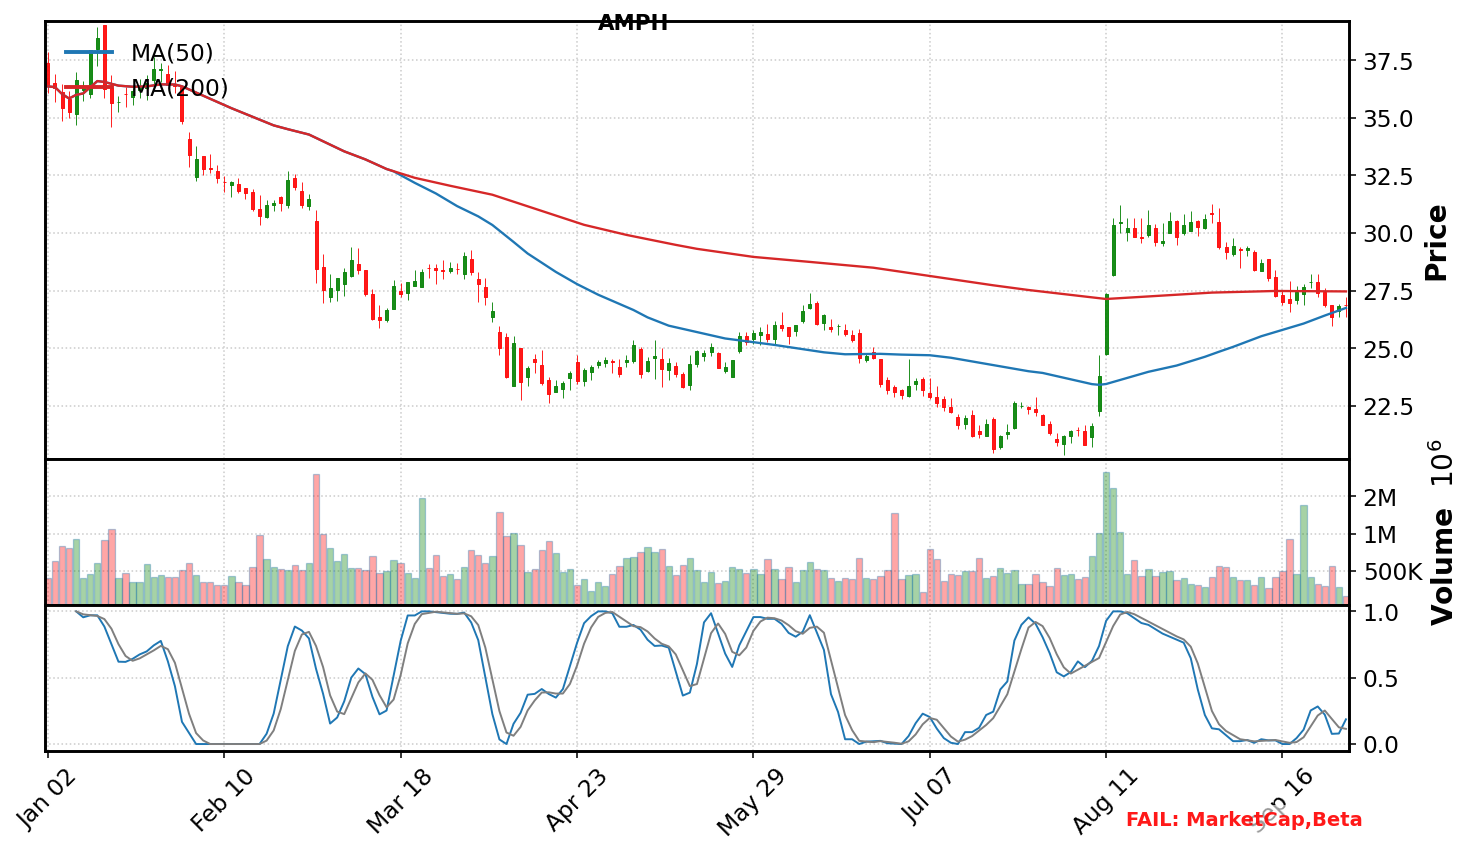 AMPH
MA(50)
MA(200)
37.5
35.0
32.5
30.0
27.5
25.0
22.5
Price
2M
1M
500K
Volume 10^6
1.0
0.5
0.0
Jan 02
Feb 10
Mar 18
Apr 23
May 29
Jul 07
Aug 11
Sep 16
FAIL: MarketCap,Beta